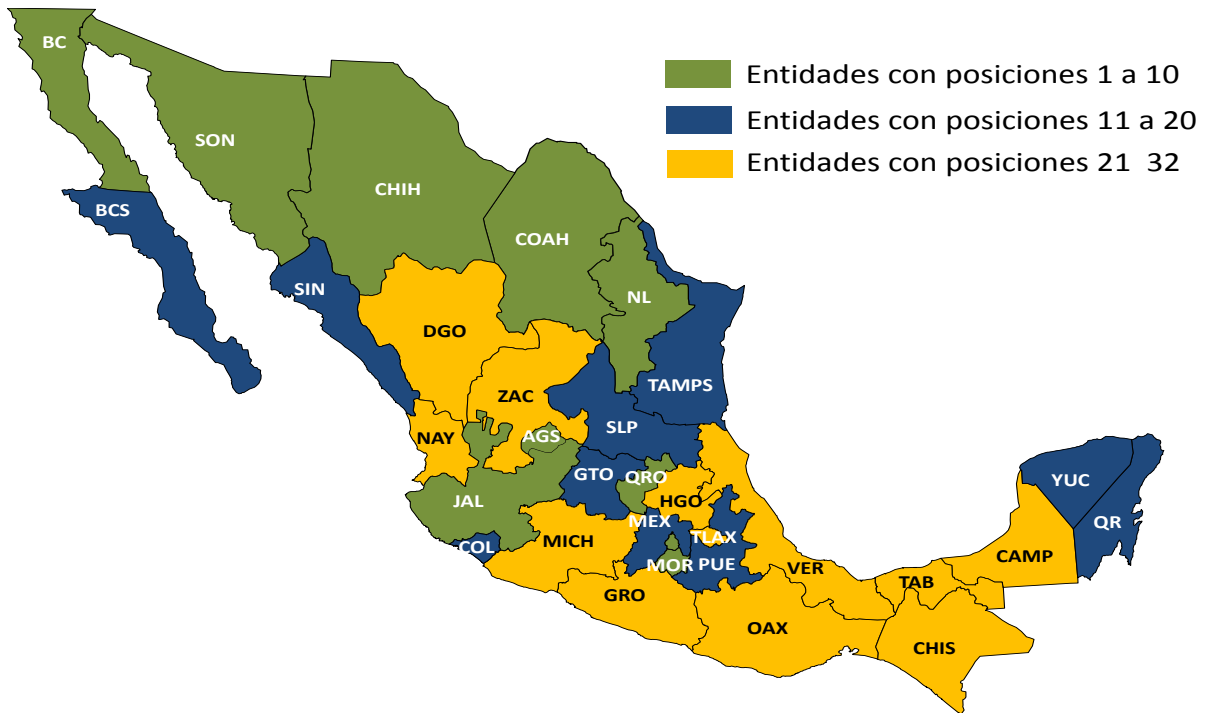 BC
Entidades con posiciones 1 a 10
Entidades con posiciones 11 a 20
Entidades con posiciones 21 32
SON
CHIH
BCS
COAH
SIN
NL
DGO
TAMPS
ZAC
SLP
NAY
AGS
GTO
QRO
YUC
JAL
HGO
QR
MEX
TLAX
COL
MICH
MOR
PUE
VER
CAMP
TAB
GRO
OAX
CHIS